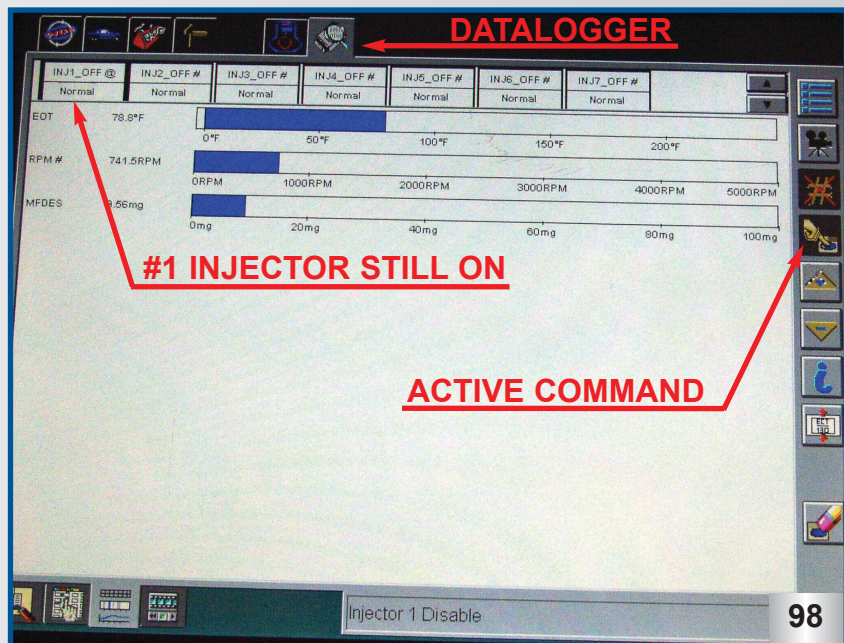 DATALOGGER
INJ1_OFF @ INJ2_OFF # INJ3_OFF # INJ4_OFF # INJ5_OFF # INJ6_OFF # INJ7_OFF #
Normal Normal Normal Normal Normal Normal Normal
EOT 78.8°F
0°F 50°F 100°F 150°F 200°F
RPM # 741.5RPM
0RPM 1000RPM 2000RPM 3000RPM 4000RPM 5000RPM
MFDES
0mg 20mg 40mg 60mg 80mg 100mg
#1 INJECTOR STILL ON
ACTIVE COMMAND
ECT
Injector 1 Disable
98